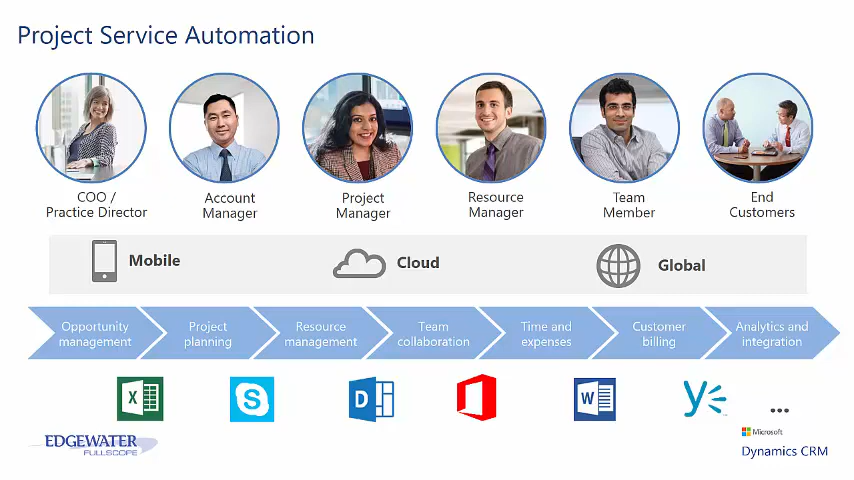 Project Service Automation
COO /
Practice Director
Account
Manager
Project
Manager
Resource
Manager
Team
Member
End
Customers
Mobile
Cloud
Global
Opportunity
management
Project
planning
Resource
management
Team
collaboration
Time and
expenses
Customer
billing
Analytics and
integration
X
S
D
W
y
...
EDGEWATER
FULLSCOPE
Microsoft
Dynamics CRM